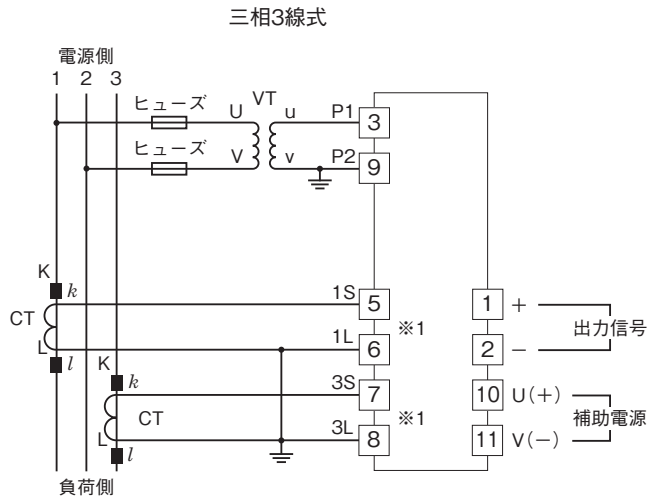 三相3線式
電源側
1 2 3
ヒューズ U VT u P1 3
ヒューズ V v P2 9
K k 1S 5 1 +
CT ※1 出力信号
L l 1L 6 2 −
K k 3S 7 10 U(+)
CT ※1 補助電源
L l 3L 8 11 V(−)
負荷側